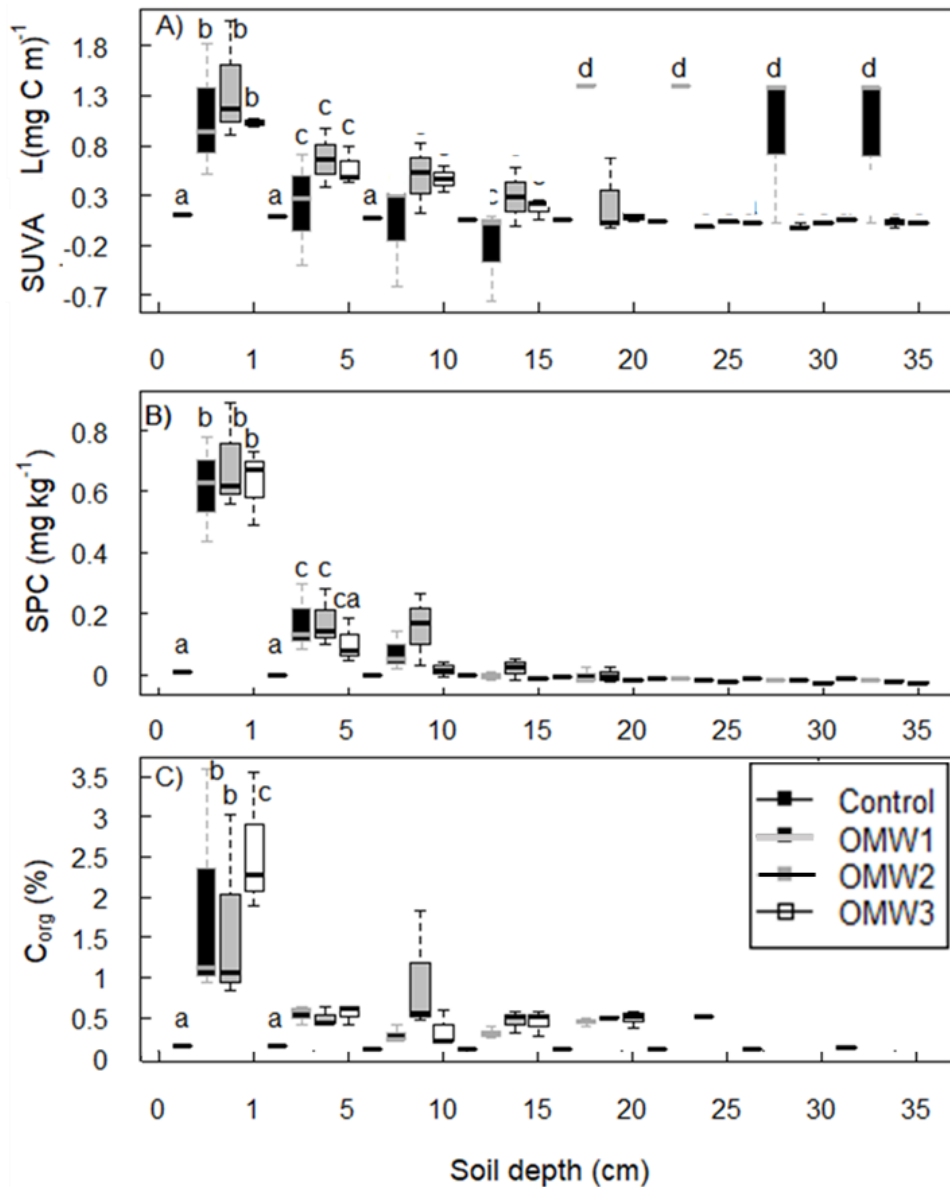 A)
SUVA L(mg C m)⁻¹
1.8
1.3
0.8
0.3
-0.2
-0.7
b b
b
a
c c c
a
a
c
d d d d
0 1 5 10 15 20 25 30 35
B)
SPC (mg kg⁻¹)
0.8
0.6
0.4
0.2
0
b b b
a
c c
ca
a
0 1 5 10 15 20 25 30 35
C)
C_org (%)
3.5
3
2.5
2
1.5
1
0.5
0
b b c
a a
Control
OMW1
OMW2
OMW3
0 1 5 10 15 20 25 30 35
Soil depth (cm)